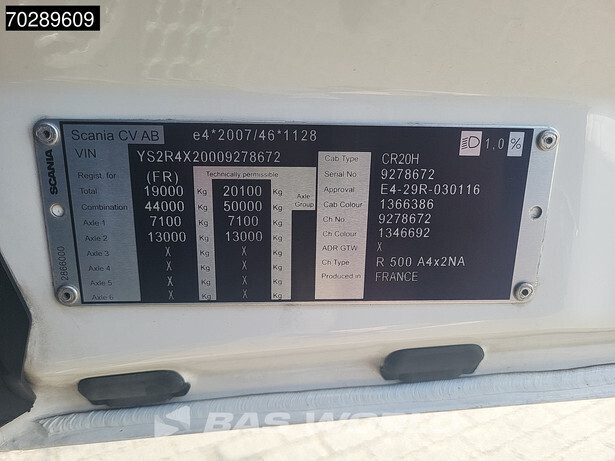 70289609
Scania CV AB e4*2007/46*1128 1,0 %
VIN YS2R4X20009278672
Regist. for (FR) Technically permissible
Total 19000 Kg 20100 Kg Axle Group
Combination 44000 Kg 50000 Kg
Axle 1 7100 Kg 7100 Kg
Axle 2 13000 Kg 13000 Kg
Axle 3 X Kg X Kg
Axle 4 X Kg X Kg
Axle 5 X Kg X Kg
Axle 6 X Kg X Kg
Cab Type CR20H
Serial No 9278672
Approval E4-29R-030116
Cab Colour 1366386
Ch No 9278672
Ch Colour 1346692
ADR GTW X
Ch Type R 500 A4x2NA
Produced in FRANCE
SCANIA
2866000
BAS WORLD